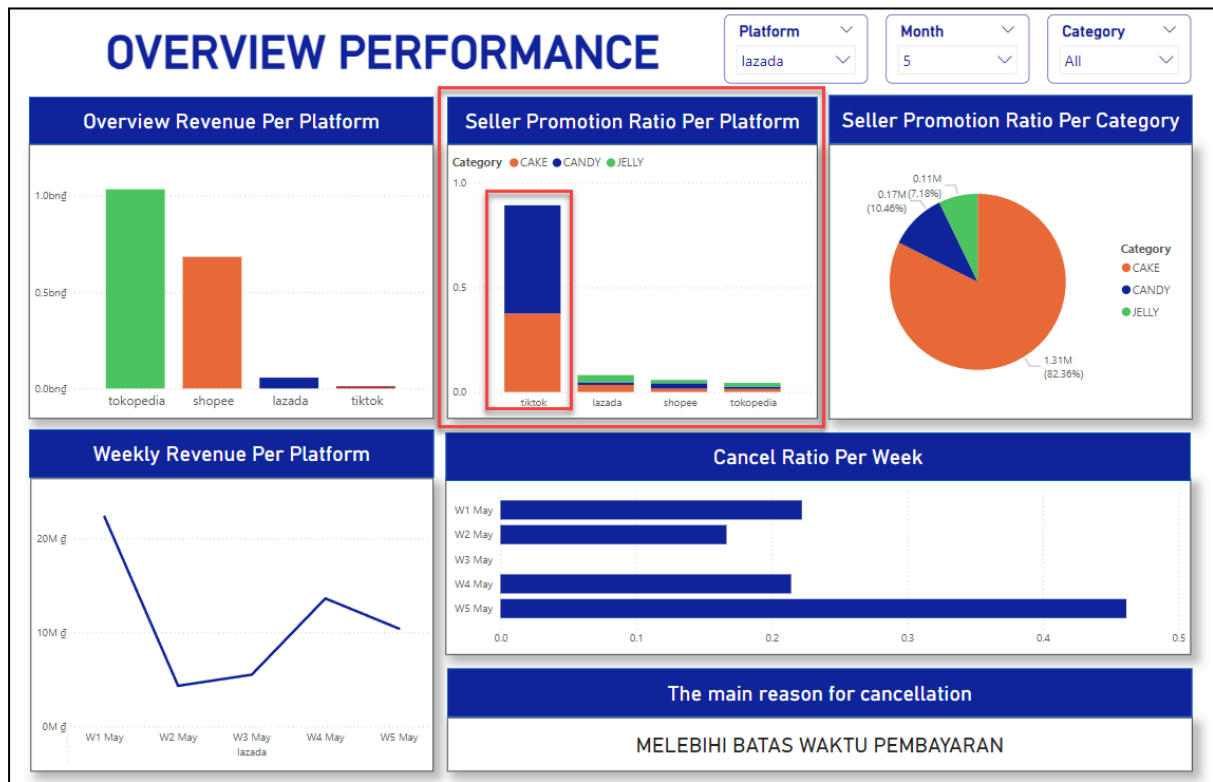 OVERVIEW PERFORMANCE
Platform
lazada
Month
5
Category
All
Overview Revenue Per Platform
1.0bn₫
0.5bn₫
0.0bn₫
tokopedia shopee lazada tiktok
Seller Promotion Ratio Per Platform
Category CAKE CANDY JELLY
1.0
0.5
0.0
tiktok lazada shopee tokopedia
Seller Promotion Ratio Per Category
0.11M
(7.18%)
0.17M
(10.46%)
1.31M
(82.36%)
Category
CAKE
CANDY
JELLY
Weekly Revenue Per Platform
20M ₫
10M ₫
0M ₫
W1 May W2 May W3 May W4 May W5 May
lazada
Cancel Ratio Per Week
W1 May
W2 May
W3 May
W4 May
W5 May
0.0 0.1 0.2 0.3 0.4 0.5
The main reason for cancellation
MELEBIHI BATAS WAKTU PEMBAYARAN